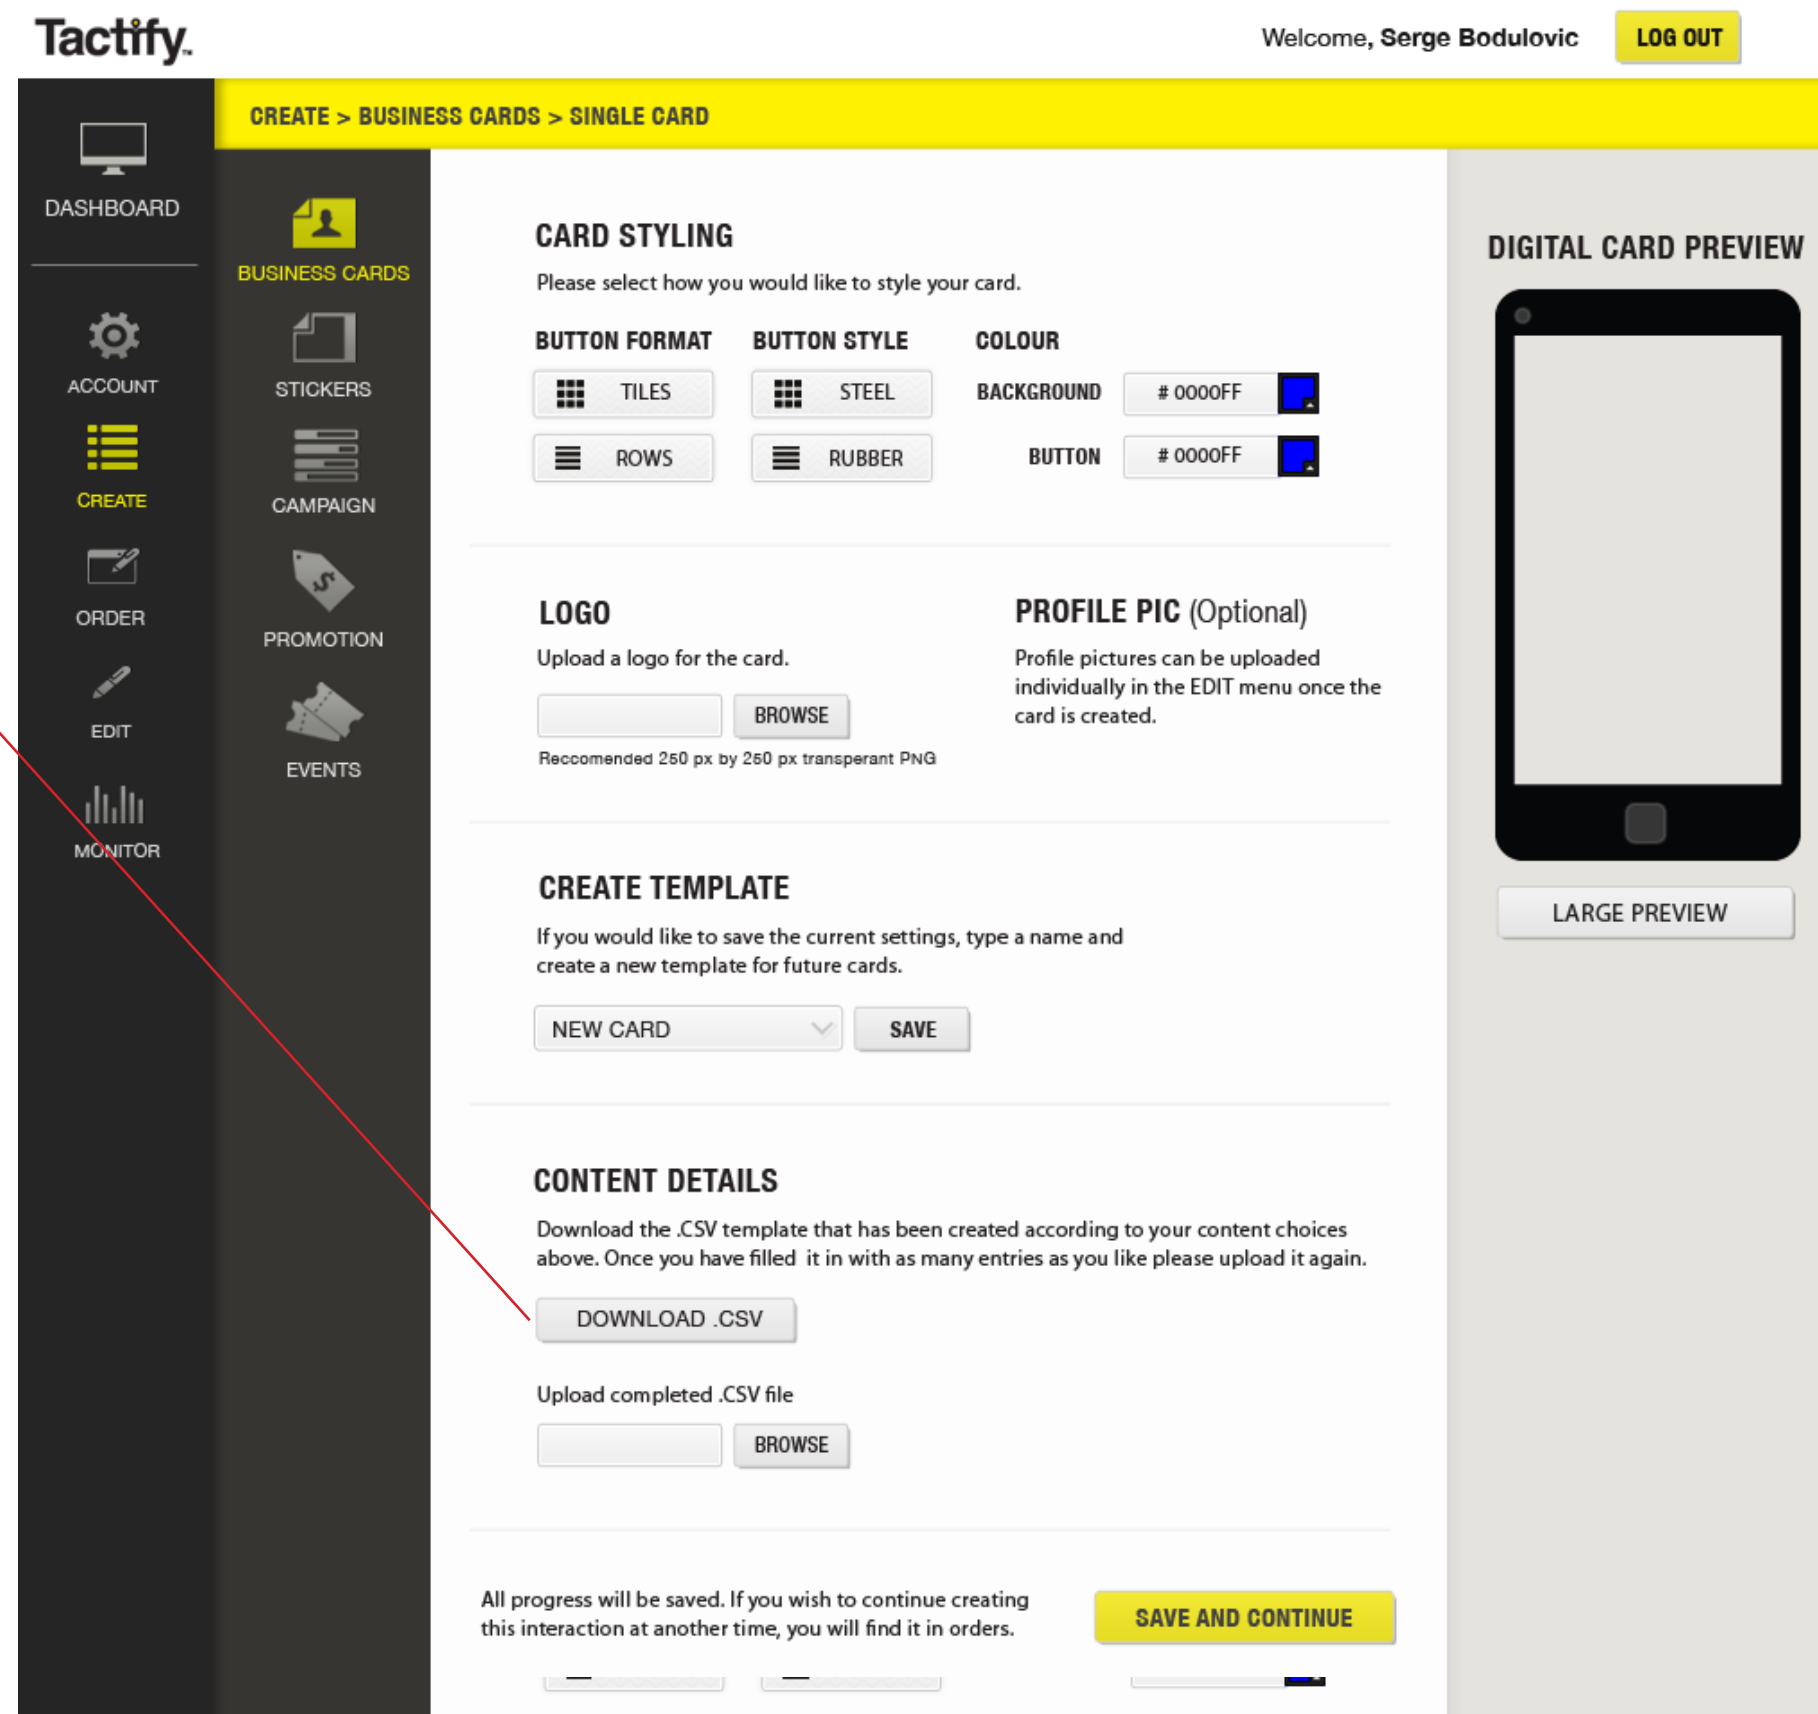 Tactify™
Welcome, Serge Bodulovic
LOG OUT
CREATE > BUSINESS CARDS > SINGLE CARD
DASHBOARD
ACCOUNT
CREATE
ORDER
EDIT
MONITOR
BUSINESS CARDS
STICKERS
CAMPAIGN
PROMOTION
EVENTS
CARD STYLING
Please select how you would like to style your card.
BUTTON FORMAT
TILES
ROWS
BUTTON STYLE
STEEL
RUBBER
COLOUR
BACKGROUND # 0000FF
BUTTON # 0000FF
LOGO
Upload a logo for the card.
BROWSE
Reccomended 250 px by 250 px transperant PNG
PROFILE PIC (Optional)
Profile pictures can be uploaded
individually in the EDIT menu once the
card is created.
CREATE TEMPLATE
If you would like to save the current settings, type a name and
create a new template for future cards.
NEW CARD
SAVE
CONTENT DETAILS
Download the .CSV template that has been created according to your content choices
above. Once you have filled it in with as many entries as you like please upload it again.
DOWNLOAD .CSV
Upload completed .CSV file
BROWSE
All progress will be saved. If you wish to continue creating
this interaction at another time, you will find it in orders.
SAVE AND CONTINUE
DIGITAL CARD PREVIEW
LARGE PREVIEW